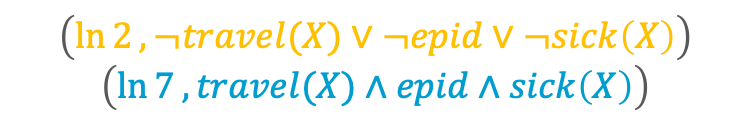 (ln 2 , ¬travel(X) ∨ ¬epid ∨ ¬sick(X))
(ln 7 , travel(X) ∧ epid ∧ sick(X))